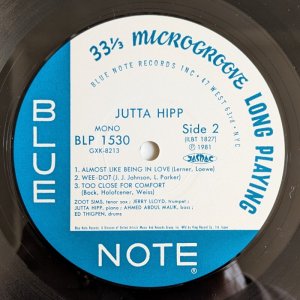 33⅓ MICROGROOVE LONG PLAYING
BLUE NOTE RECORDS INC • 47 WEST 63rd • NYC
BLUE
JUTTA HIPP
MONO
BLP 1530
GXK-8213
Side 2
(LBT 1827)
Ⓟ 1981
JASRAC
1. ALMOST LIKE BEING IN LOVE (Lerner, Loewe)
2. WEE-DOT (J. J. Johnson, L. Parker)
3. TOO CLOSE FOR COMFORT
(Bock, Holofcener, Weiss)
ZOOT SIMS, tenor sax ; JERRY LLOYD, trumpet ;
JUTTA HIPP, piano ; AHMED ABDUL MALIK, bass ;
ED THIGPEN, drums
NOTE
®